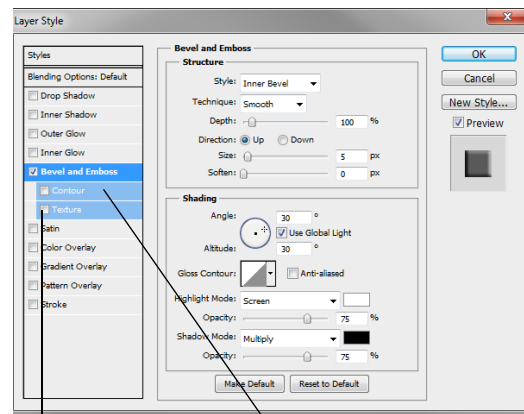 Layer Style
Styles
Blending Options: Default
Drop Shadow
Inner Shadow
Outer Glow
Inner Glow
Bevel and Emboss
Contour
Texture
Satin
Color Overlay
Gradient Overlay
Pattern Overlay
Stroke
Bevel and Emboss
Structure
Style: Inner Bevel
Technique: Smooth
Depth: 100 %
Direction: Up Down
Size: 5 px
Soften: 0 px
Shading
Angle: 30 °
Use Global Light
Altitude: 30 °
Gloss Contour: Anti-aliased
Highlight Mode: Screen
Opacity: 75 %
Shadow Mode: Multiply
Opacity: 75 %
Make Default Reset to Default
OK
Cancel
New Style...
Preview